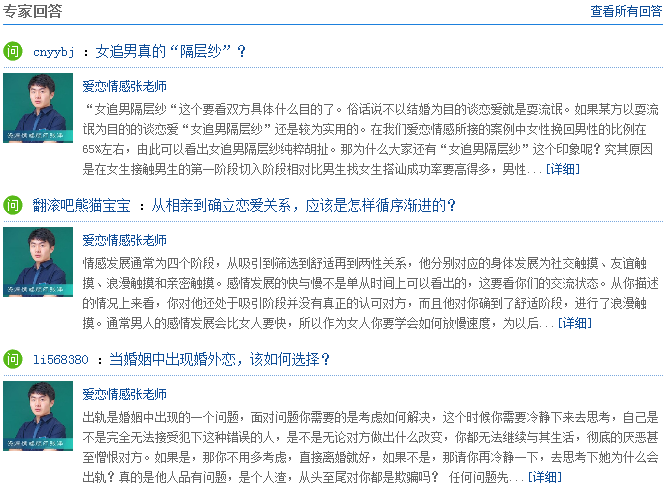 专家回答
查看所有回答
问 cnyybj ：女追男真的“隔层纱”？
爱恋情感张老师
“女追男隔层纱“这个要看双方具体什么目的了。俗话说不以结婚为目的谈恋爱就是耍流氓。如果某方以耍流
氓为目的的谈恋爱“女追男隔层纱”还是较为实用的。在我们爱恋情感所接的案例中女性挽回男性的比例在
65%左右，由此可以看出女追男隔层纱纯粹胡扯。那为什么大家还有“女追男隔层纱”这个印象呢？究其原因
是在女生接触男生的第一阶段切入阶段相对比男生找女生搭讪成功率要高得多，男性...[详细]
问 翻滚吧熊猫宝宝 ：从相亲到确立恋爱关系，应该是怎样循序渐进的？
爱恋情感张老师
情感发展通常为四个阶段，从吸引到筛选到舒适再到两性关系，他分别对应的身体发展为社交触摸、友谊触
摸、浪漫触摸和亲密触摸。感情发展的快与慢不是单从时间上可以看出的，这要看你们的交流状态。从你描述
的情况上来看，你对他还处于吸引阶段并没有真正的认可对方，而且他对你确到了舒适阶段，进行了浪漫触
摸。通常男人的感情发展会比女人要快，所以作为女人你要学会如何放慢速度，为以后...[详细]
问 li568380 ：当婚姻中出现婚外恋，该如何选择？
爱恋情感张老师
出轨是婚姻中出现的一个问题，面对问题你需要的是考虑如何解决，这个时候你需要冷静下来去思考，自己是
不是完全无法接受犯下这种错误的人，是不是无论对方做出什么改变，你都无法继续与其生活，彻底的厌恶甚
至憎恨对方。如果是，那你不用多考虑，直接离婚就好，如果不是，那请你再冷静一下，去思考下她为什么会
出轨？真的是他人品有问题，是个人渣，从头至尾对你都是欺骗吗？ 任何问题先...[详细]